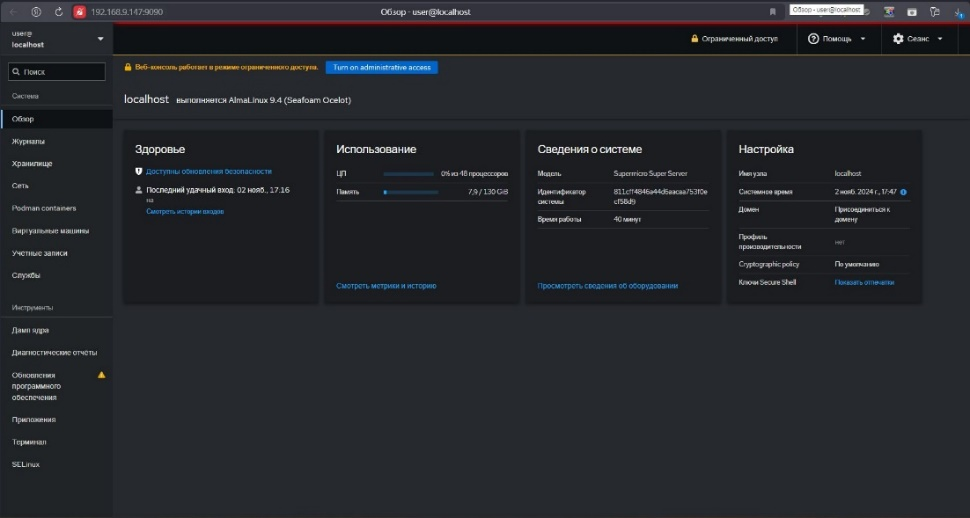 192.168.9.147:9090
Обзор - user@localhost
Обзор - user@localhost
user@
localhost
Ограниченный доступ
Помощь
Сеанс
Поиск
Веб-консоль работает в режиме ограниченного доступа.
Turn on administrative access
Система
localhost выполняется AlmaLinux 9.4 (Seafoam Ocelot)
Обзор
Журналы
Хранилище
Сеть
Podman containers
Виртуальные машины
Учетные записи
Службы
Инструменты
Дамп ядра
Диагностические отчёты
Обновления
программного
обеспечения
Приложения
Терминал
SELinux
Здоровье
Доступны обновления безопасности
Последний удачный вход: 02 нояб., 17:16
на
Смотреть истории входов
Использование
ЦП 0% из 48 процессоров
Память 7,9 / 130 GiB
Смотреть метрики и историю
Сведения о системе
Модель Supermicro Super Server
Идентификатор
системы
Время работы 40 минут
Просмотреть сведения об оборудовании
Настройка
Имя узла localhost
Системное время 2 нояб. 2024 г., 17:47
Домен Присоединиться к
домену
Профиль
производительности нет
Cryptographic policy По умолчанию
Ключи Secure Shell Показать отпечатки